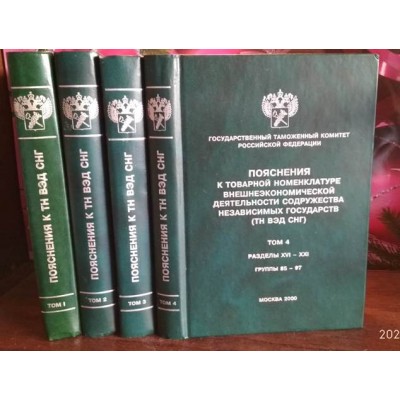 ПОЯСНЕНИЯ К ТН ВЭД СНГ
ТОМ I
ПОЯСНЕНИЯ К ТН ВЭД СНГ
ТОМ 2
ПОЯСНЕНИЯ К ТН ВЭД СНГ
ТОМ 3
ПОЯСНЕНИЯ К ТН ВЭД СНГ
ТОМ 4
ГОСУДАРСТВЕННЫЙ ТАМОЖЕННЫЙ КОМИТЕТ
РОССИЙСКОЙ ФЕДЕРАЦИИ
ПОЯСНЕНИЯ
К ТОВАРНОЙ НОМЕНКЛАТУРЕ
ВНЕШНЕЭКОНОМИЧЕСКОЙ
ДЕЯТЕЛЬНОСТИ СОДРУЖЕСТВА
НЕЗАВИСИМЫХ ГОСУДАРСТВ
(ТН ВЭД СНГ)
ТОМ 4
РАЗДЕЛЫ XVI – XXI
ГРУППЫ 85 – 97
МОСКВА 2000
202